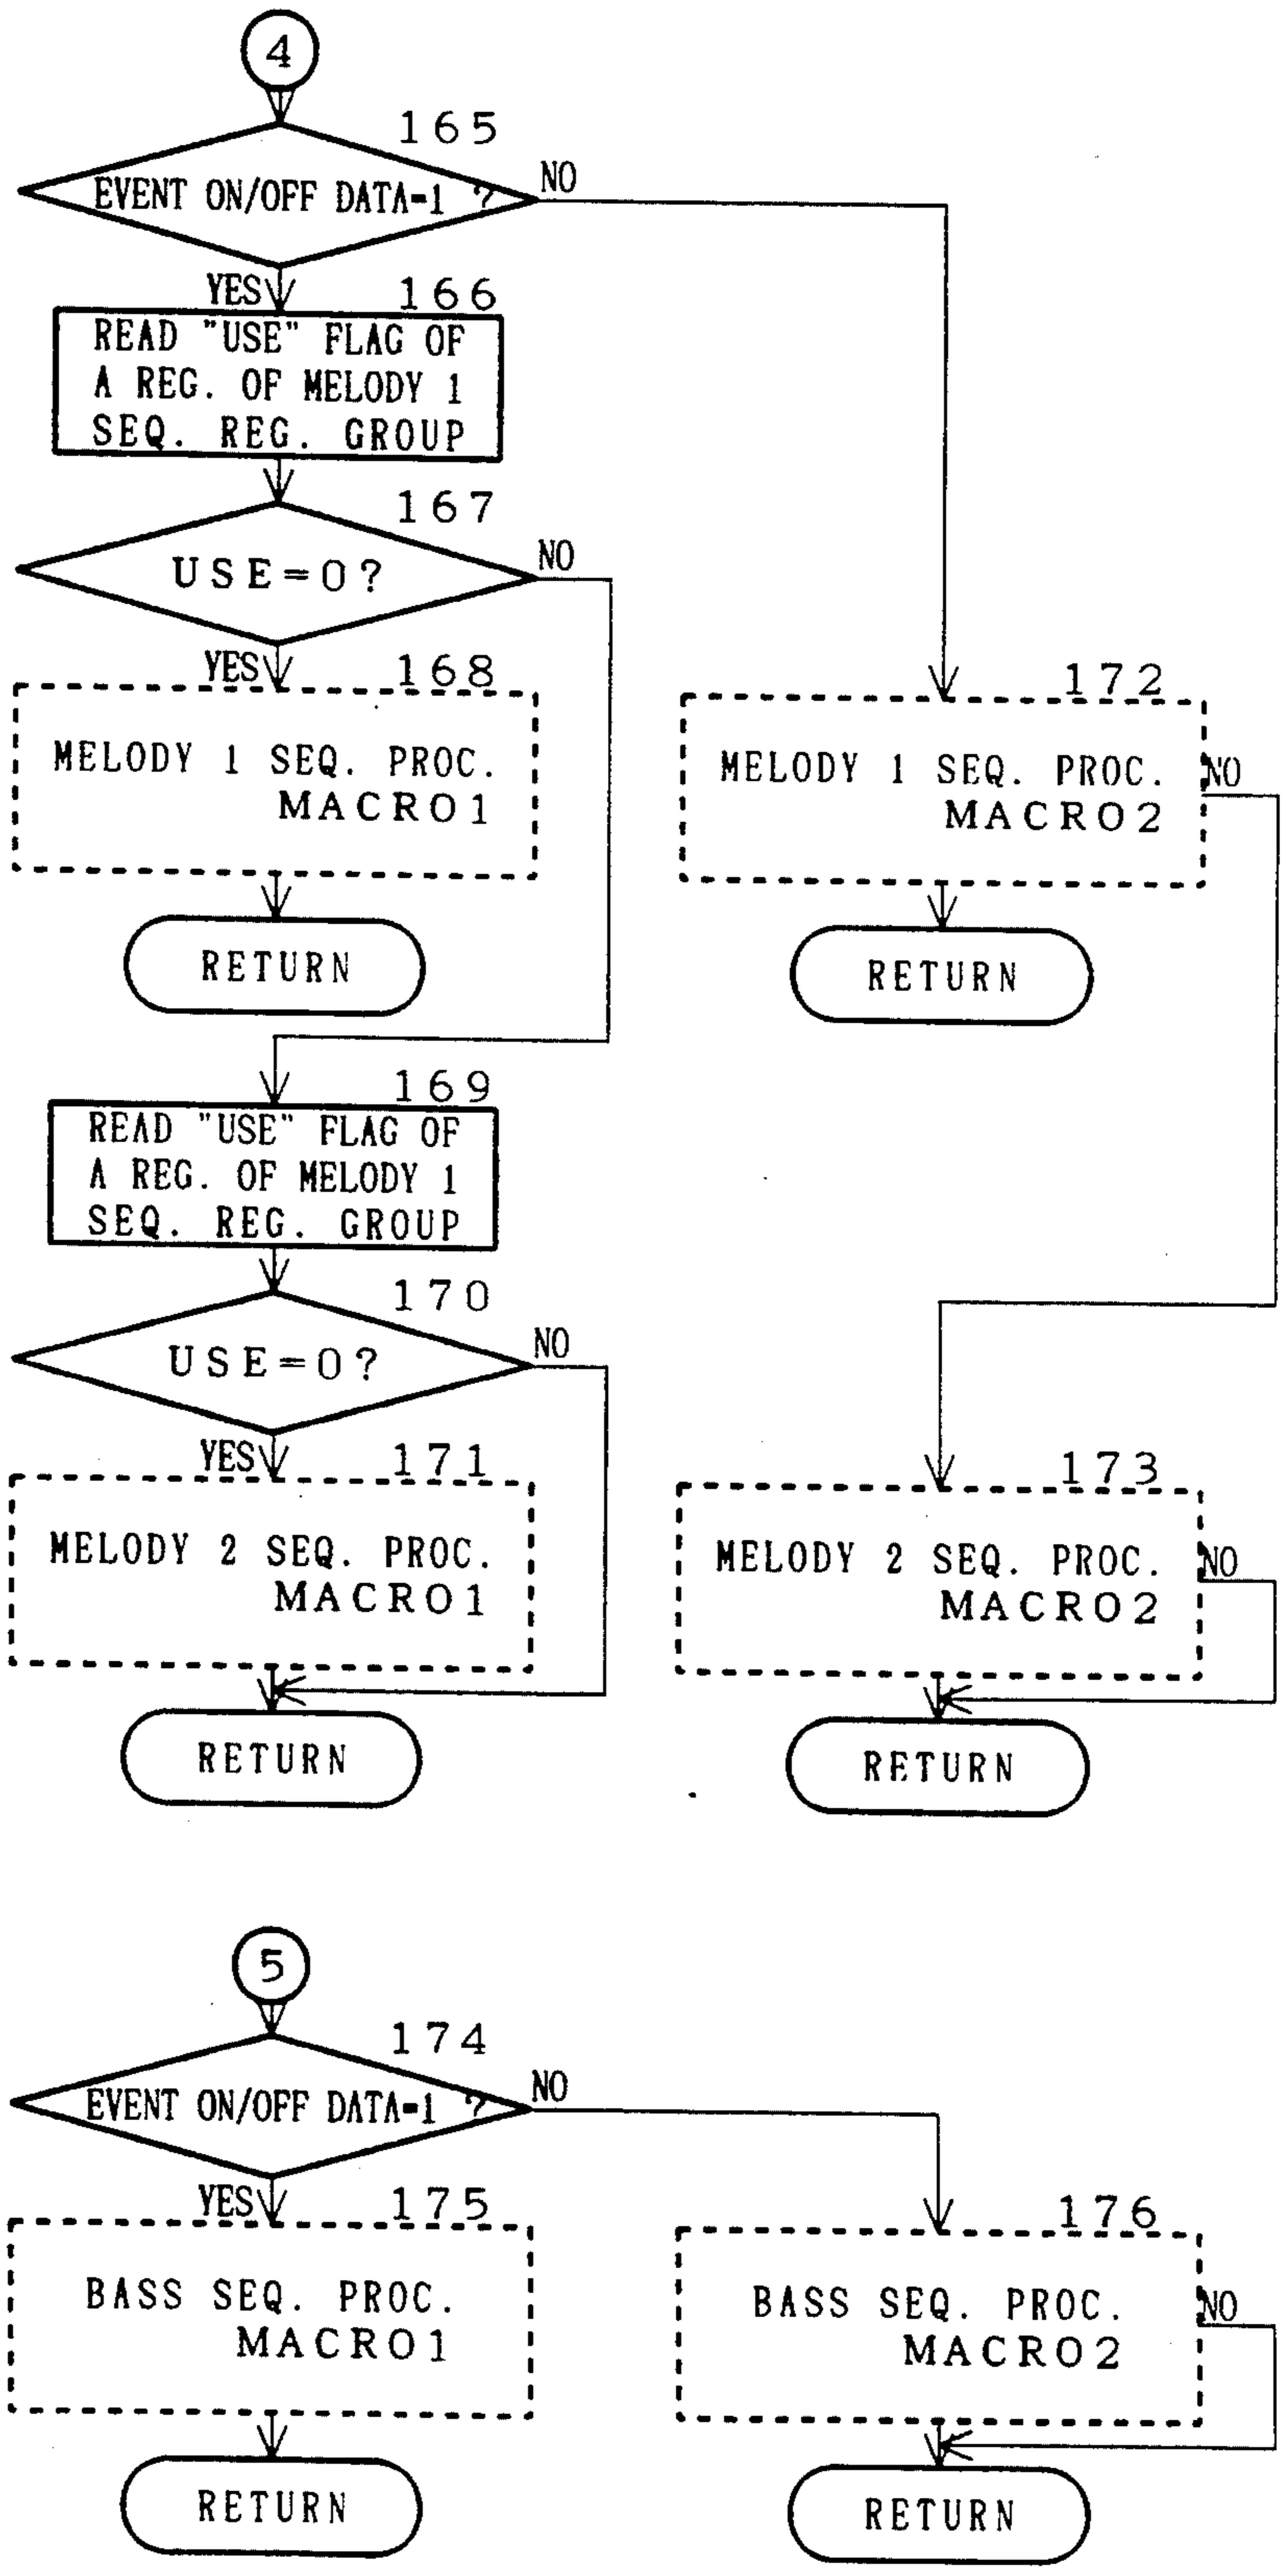 4
165
EVENT ON/OFF DATA=1 ?
NO
YES
166
READ "USE" FLAG OF
A REG. OF MELODY 1
SEQ. REG. GROUP
167
USE=0?
NO
YES
168
MELODY 1 SEQ. PROC.
MACRO1
RETURN
172
MELODY 1 SEQ. PROC.
MACRO2
NO
RETURN
169
READ "USE" FLAG OF
A REG. OF MELODY 1
SEQ. REG. GROUP
170
USE=0?
NO
YES
171
MELODY 2 SEQ. PROC.
MACRO1
RETURN
173
MELODY 2 SEQ. PROC.
MACRO2
NO
RETURN
5
174
EVENT ON/OFF DATA=1 ?
NO
YES
175
BASS SEQ. PROC.
MACRO1
RETURN
176
BASS SEQ. PROC.
MACRO2
NO
RETURN